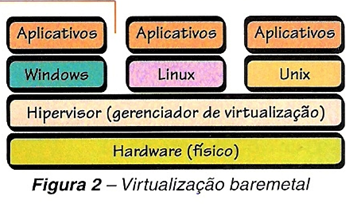 Aplicativos Aplicativos Aplicativos
Windows Linux Unix
Hipervisor (gerenciador de virtualização)
Hardware (físico)
Figura 2 – Virtualização baremetal